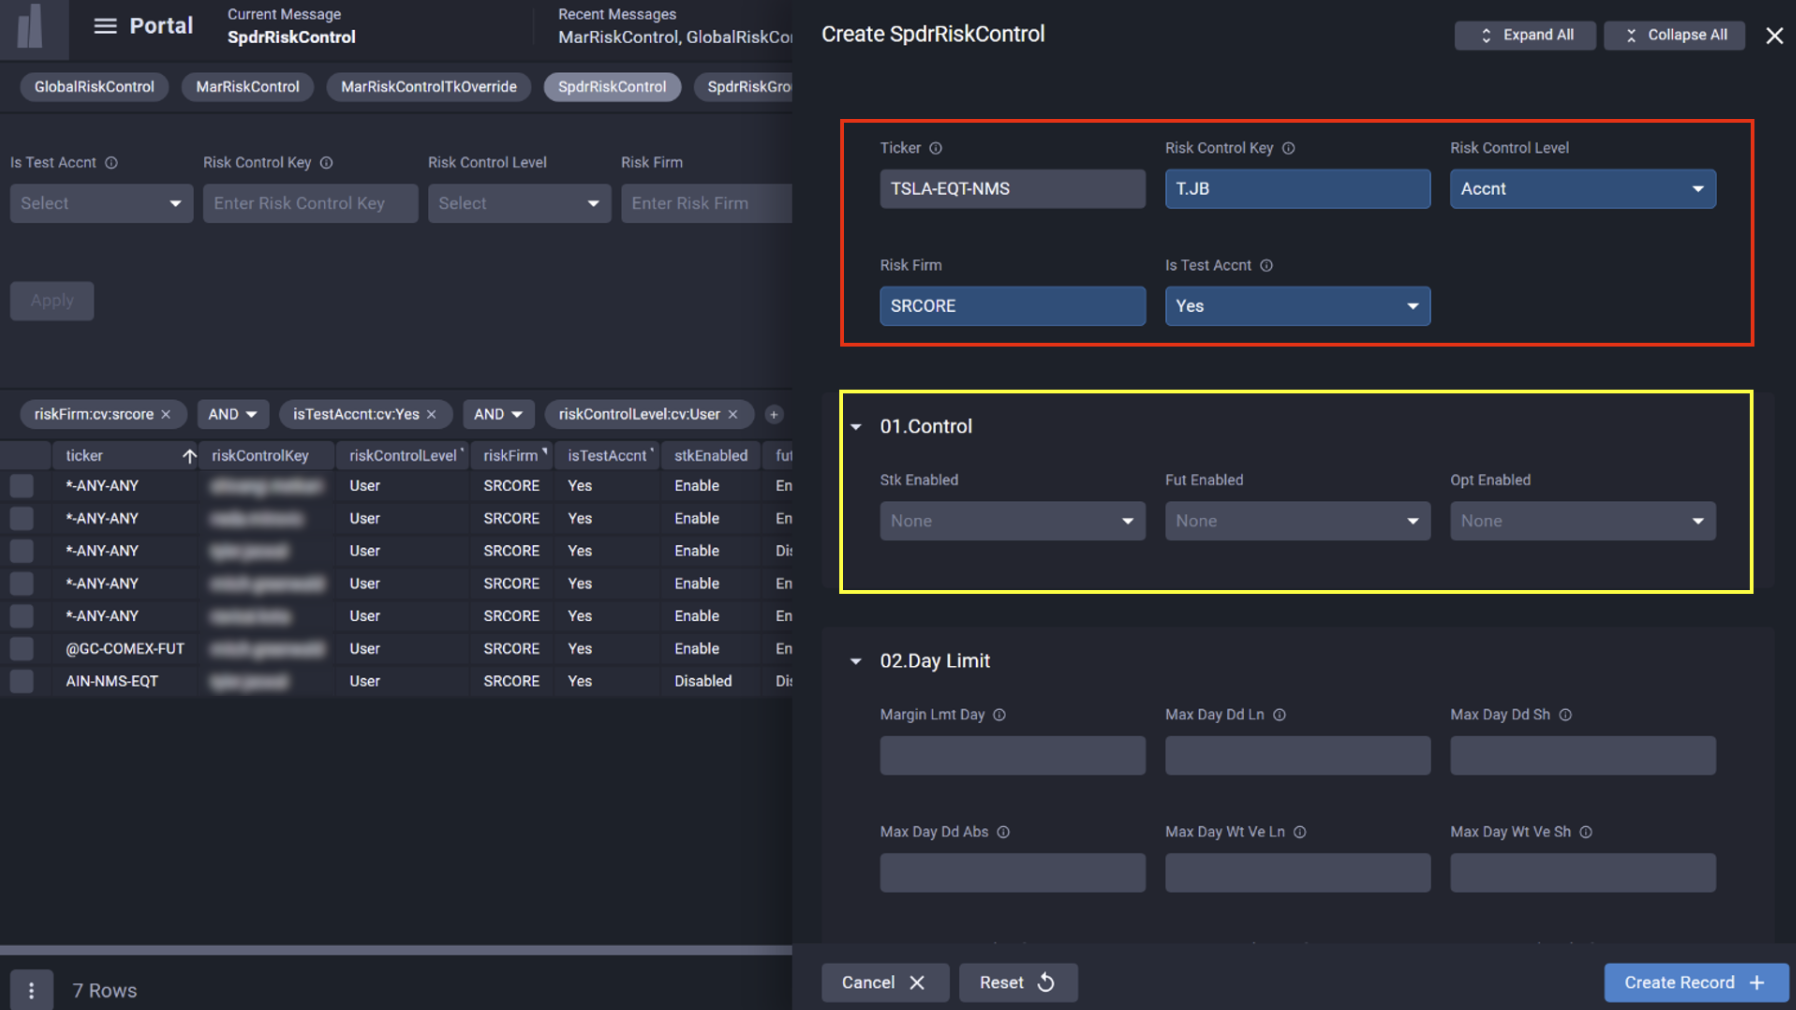 Portal
Current Message
SpdrRiskControl
Recent Messages
MarRiskControl, GlobalRiskCo
GlobalRiskControl
MarRiskControl
MarRiskControlTkOverride
SpdrRiskControl
SpdrRiskGro
Is Test Accnt
Risk Control Key
Risk Control Level
Risk Firm
Select
Enter Risk Control Key
Select
Enter Risk Firm
Apply
riskFirm:cv:srcore
AND
isTestAccnt:cv:Yes
AND
riskControlLevel:cv:User
ticker riskControlKey riskControlLevel riskFirm isTestAccnt stkEnabled fut
*-ANY-ANY User SRCORE Yes Enable En
*-ANY-ANY User SRCORE Yes Enable En
*-ANY-ANY User SRCORE Yes Enable Dis
*-ANY-ANY User SRCORE Yes Enable En
*-ANY-ANY User SRCORE Yes Enable En
@GC-COMEX-FUT User SRCORE Yes Enable En
AIN-NMS-EQT User SRCORE Yes Disabled Dis
7 Rows
Create SpdrRiskControl
Expand All
Collapse All
Ticker
Risk Control Key
Risk Control Level
TSLA-EQT-NMS
T.JB
Accnt
Risk Firm
Is Test Accnt
SRCORE
Yes
01.Control
Stk Enabled
Fut Enabled
Opt Enabled
None
None
None
02.Day Limit
Margin Lmt Day
Max Day Dd Ln
Max Day Dd Sh
Max Day Dd Abs
Max Day Wt Ve Ln
Max Day Wt Ve Sh
Cancel
Reset
Create Record